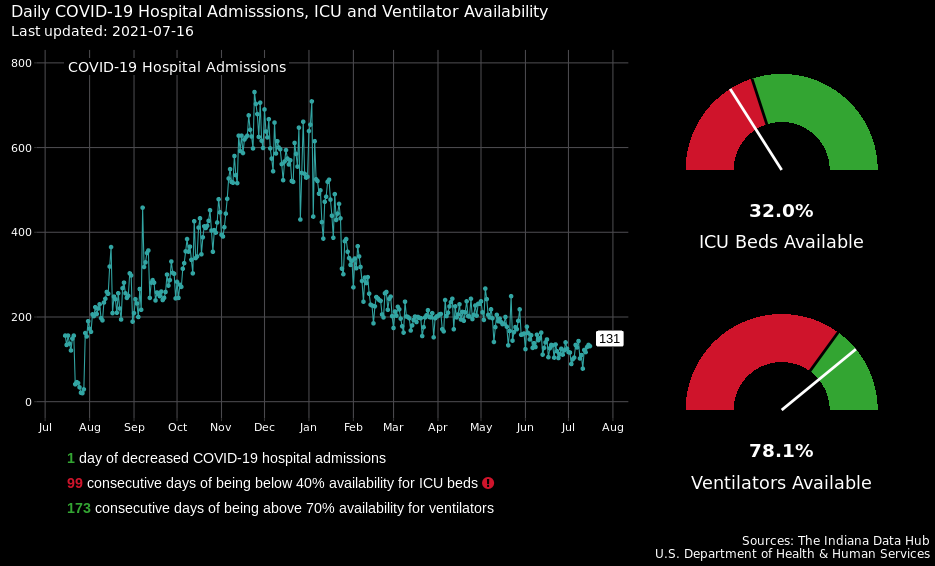 Daily COVID-19 Hospital Admisssions, ICU and Ventilator Availability
Last updated: 2021-07-16
COVID-19 Hospital Admissions
800
600
400
200
0
131
Jul Aug Sep Oct Nov Dec Jan Feb Mar Apr May Jun Jul Aug
1 day of decreased COVID-19 hospital admissions
99 consecutive days of being below 40% availability for ICU beds !
173 consecutive days of being above 70% availability for ventilators
32.0%
ICU Beds Available
78.1%
Ventilators Available
Sources: The Indiana Data Hub
U.S. Department of Health & Human Services